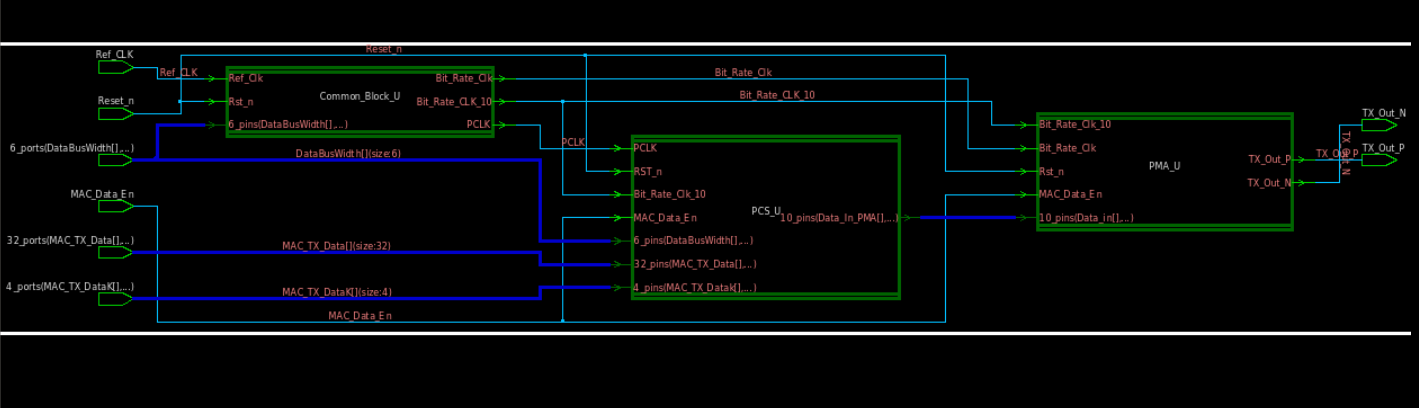 Reset_n
Ref_CLK
Ref_CLK
Ref_Clk
Bit_Rate_Clk
Bit_Rate_Clk
Common_Block_U
Bit_Rate_CLK_10
Reset_n
Rst_n
Bit_Rate_CLK_10
TX_Out_N
6_pins(DataBusWidth[],...)
PCLK
Bit_Rate_Clk_10
6_ports(DataBusWidth[],...)
DataBusWidth[](size:6)
PCLK
PCLK
Bit_Rate_Clk
TX_Out_P
TX_Out_N
TX_Out_P
TX_Out_P
PMA_U
RST_n
Rst_n
TX_Out_N
MAC_Data_En
Bit_Rate_Clk_10
MAC_Data_En
PCS_U
MAC_Data_En
10_pins(Data_In_PMA[],...)
10_pins(Data_in[],...)
32_ports(MAC_TX_Data[],...)
MAC_TX_Data[](size:32)
6_pins(DataBusWidth[],...)
32_pins(MAC_TX_Data[],...)
4_ports(MAC_TX_DataK[],...)
MAC_TX_DataK[](size:4)
4_pins(MAC_TX_Datak[],...)
MAC_Data_En